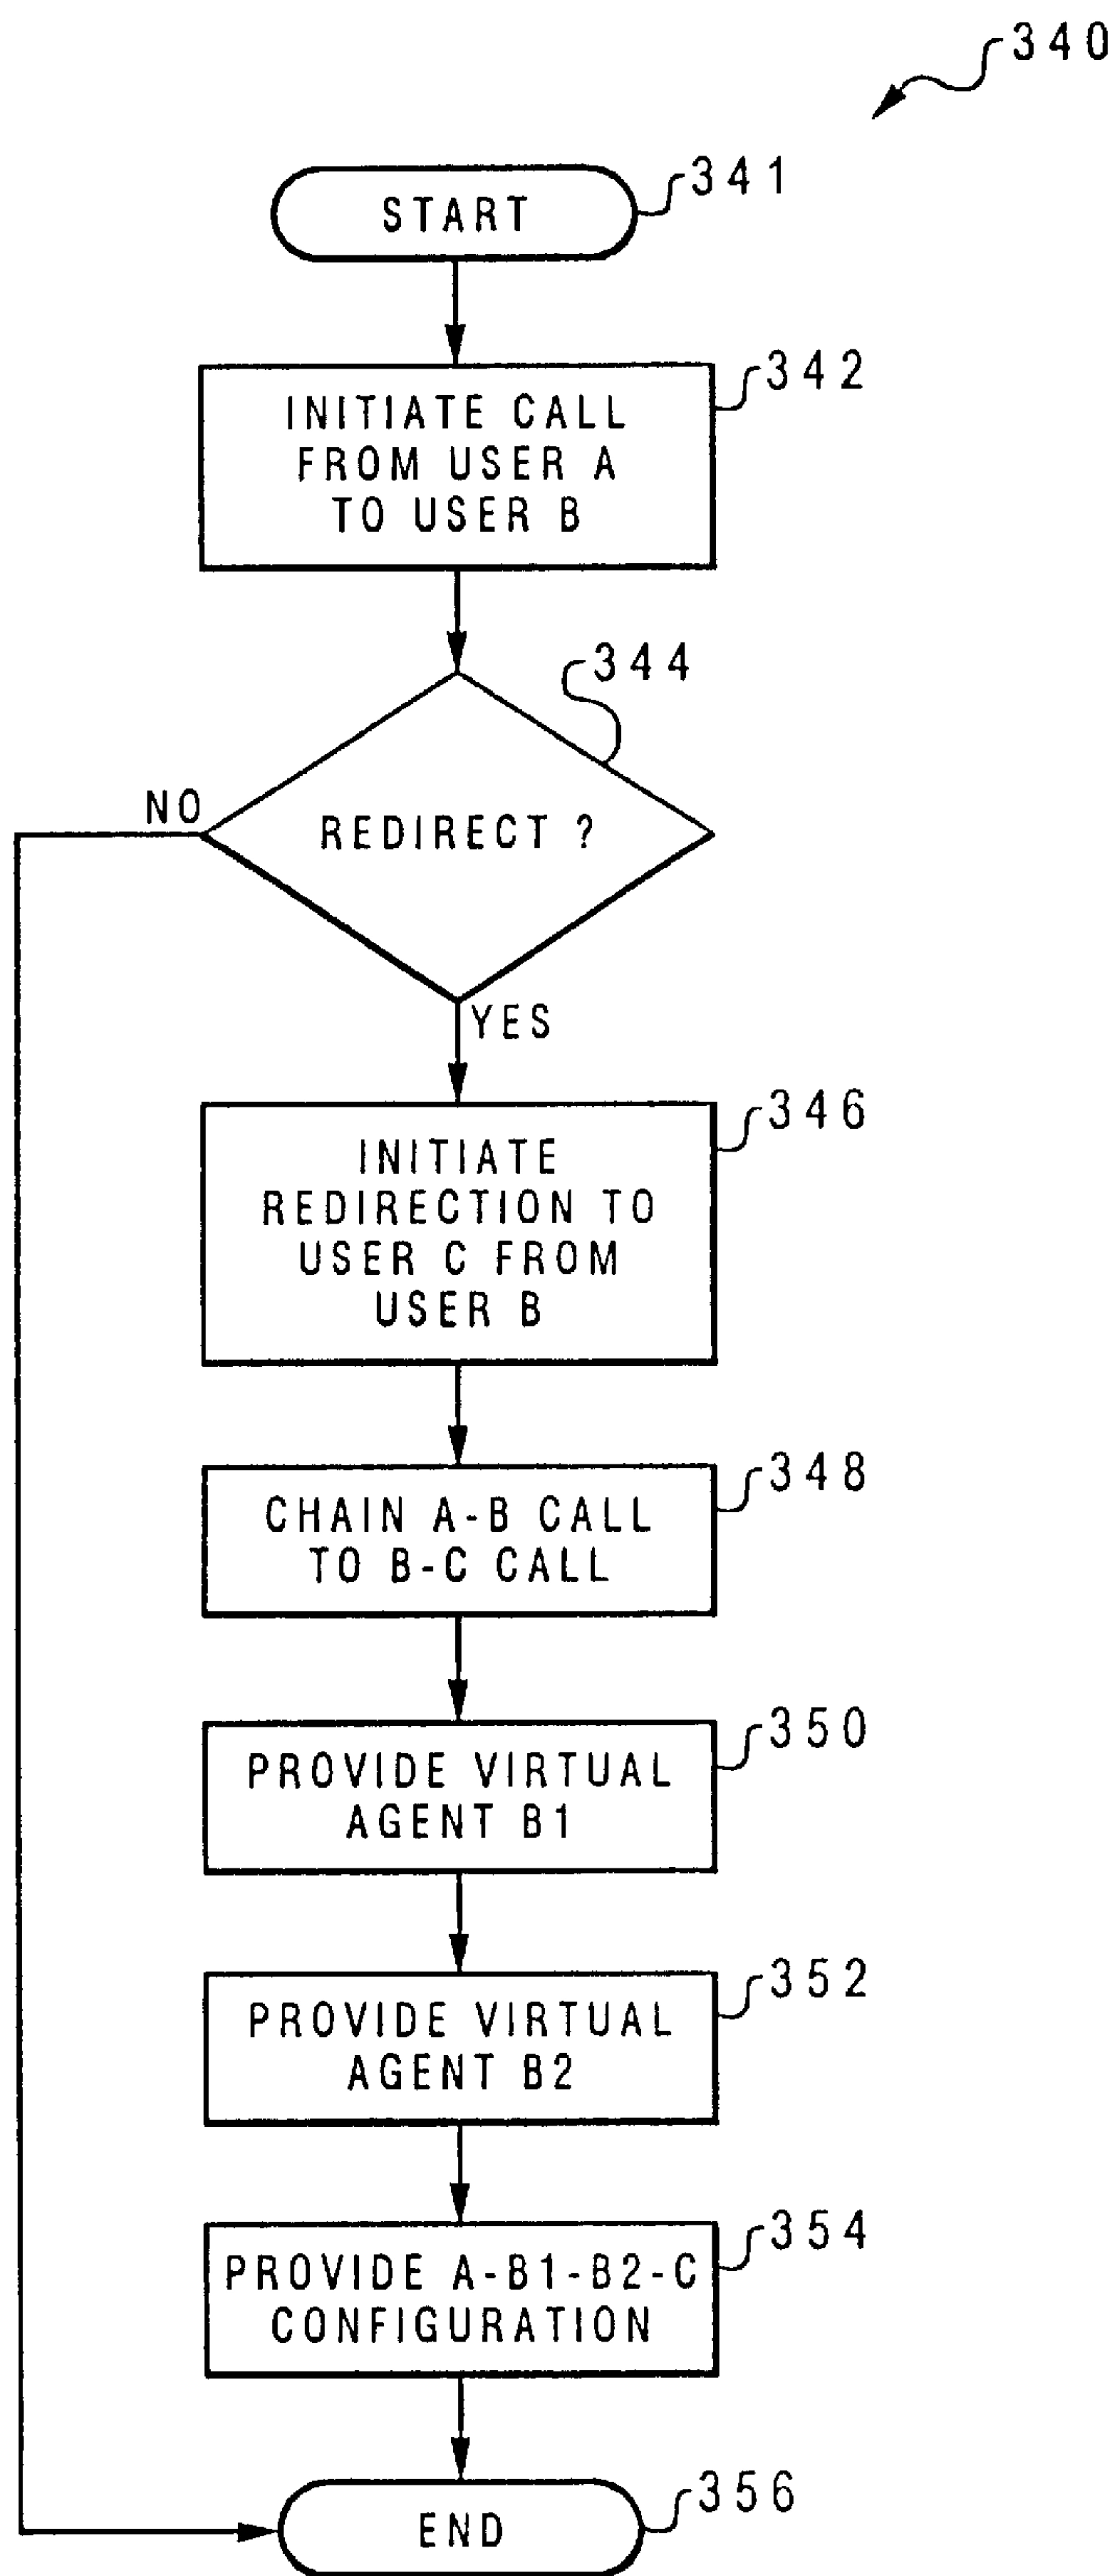 340
START
341
INITIATE CALL
FROM USER A
TO USER B
342
344
NO
REDIRECT ?
YES
INITIATE
REDIRECTION TO
USER C FROM
USER B
346
CHAIN A-B CALL
TO B-C CALL
348
PROVIDE VIRTUAL
AGENT B1
350
PROVIDE VIRTUAL
AGENT B2
352
PROVIDE A-B1-B2-C
CONFIGURATION
354
END
356